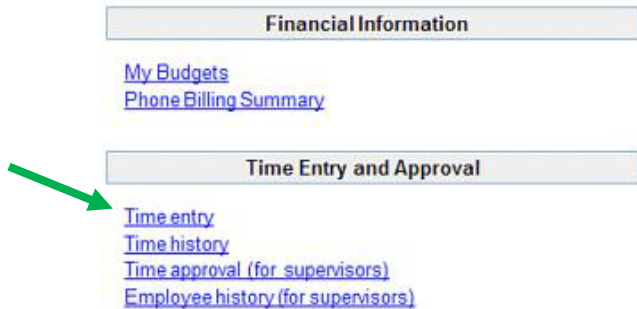 Financial Information
My Budgets
Phone Billing Summary
Time Entry and Approval
Time entry
Time history
Time approval (for supervisors)
Employee history (for supervisors)